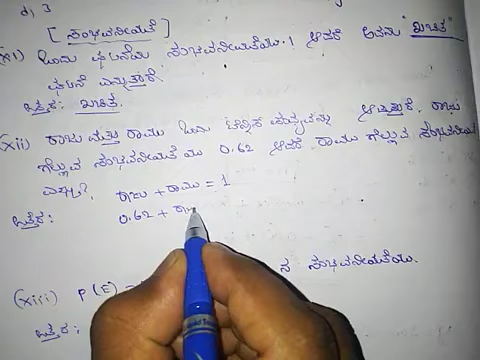 d) 3
[ ಸಂಭವನೀಯತೆ ]
(xi) ಒಂದು ಘಟನೆಯ ಸಂಭವನೀಯತೆಯು 1 ಆದರೆ ಅದನ್ನು "ಖಚಿತ"
ಘಟನೆ ಎನ್ನುತ್ತಾರೆ.
ಉತ್ತರ: ಖಚಿತ.
(xii) ರಾಜು ಮತ್ತು ರಾಮು ಒಂದು ಟೆನ್ನಿಸ್ ಪಂದ್ಯವನ್ನು ಆಡುತ್ತಾರೆ. ರಾಜು
ಗೆಲ್ಲುವ ಸಂಭವನೀಯತೆಯು 0.62 ಆದರೆ ರಾಮು ಗೆಲ್ಲುವ ಸಂಭವನೀಯ
ಎಷ್ಟು?
ರಾಜು + ರಾಮು = 1
ಉತ್ತರ: 0.62 + ರಾ
(xiii) P(E) = ನ ಸಂಭವನೀಯತೆಯು.
ಉತ್ತರ: